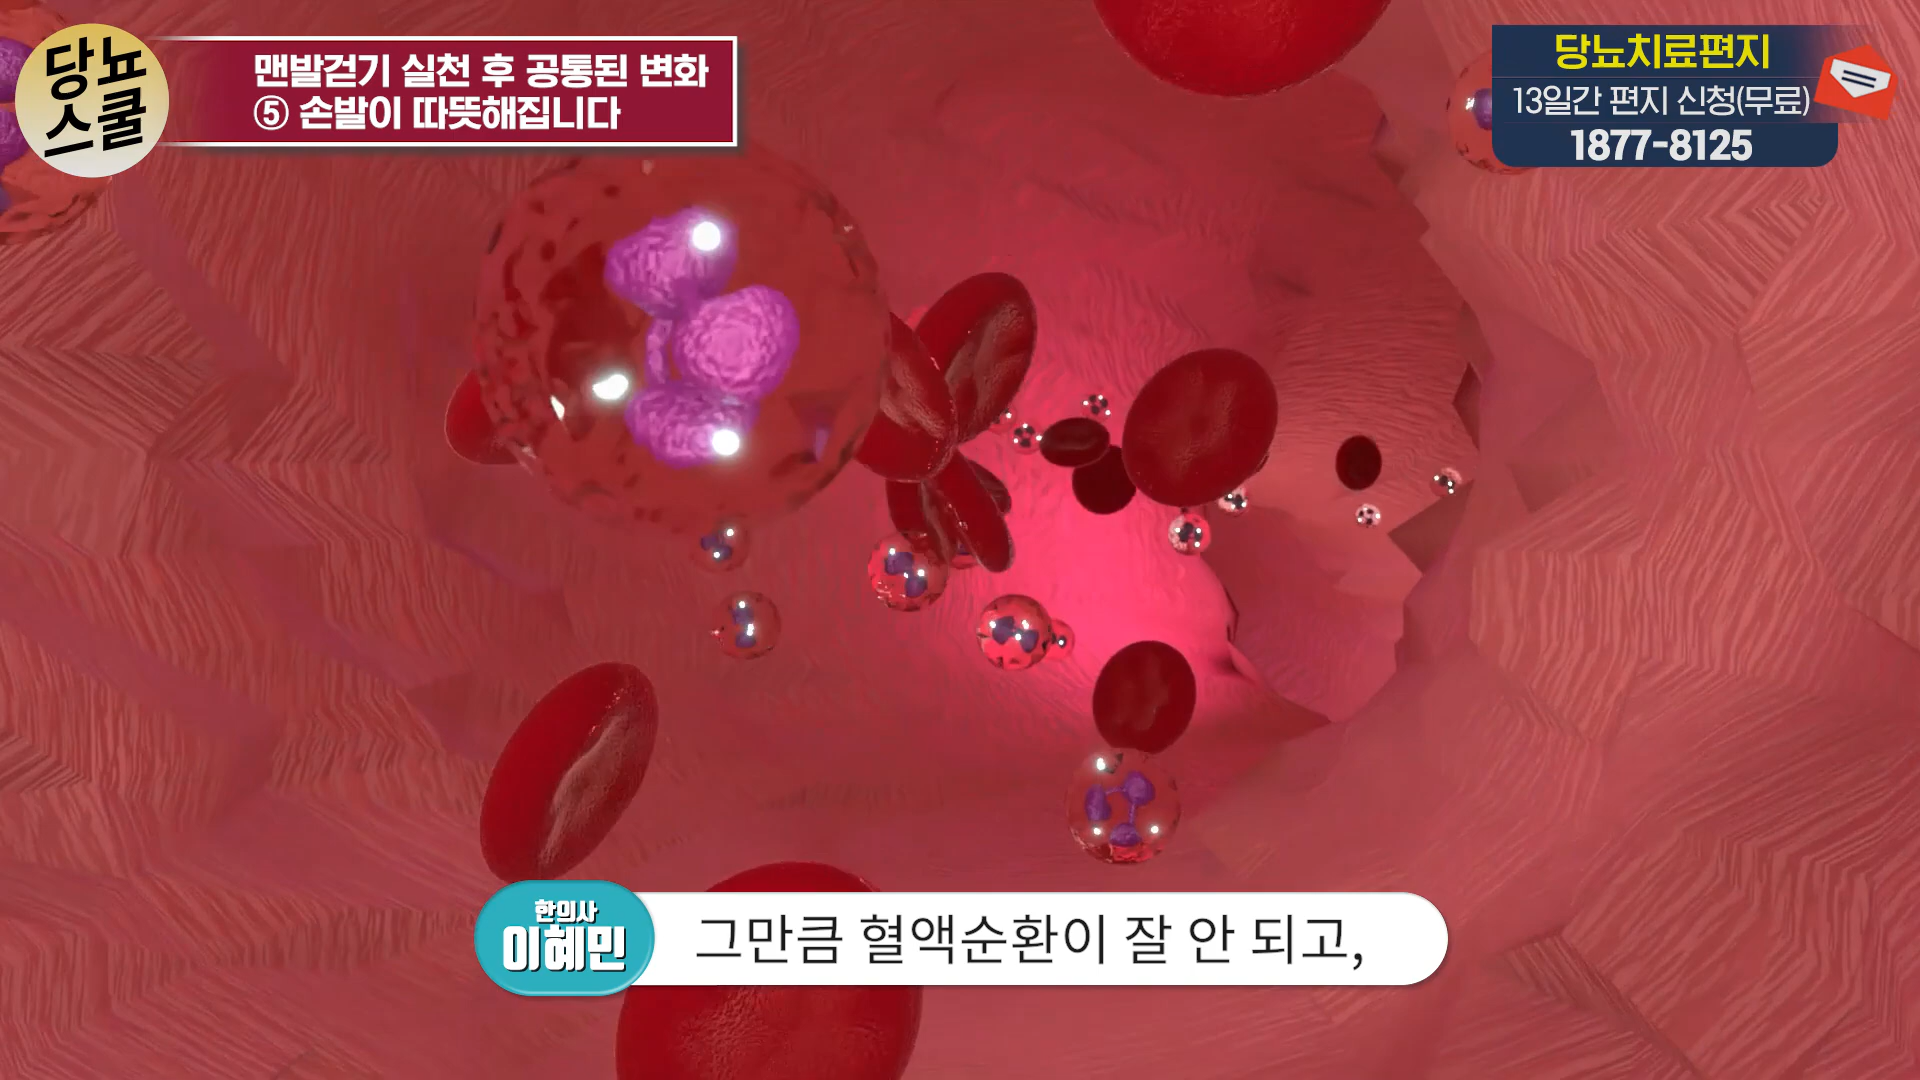 당뇨
스쿨
맨발걷기 실천 후 공통된 변화
⑤ 손발이 따뜻해집니다
당뇨치료편지
13일간 편지 신청(무료)
1877-8125
한의사
이혜민
그만큼 혈액순환이 잘 안 되고,